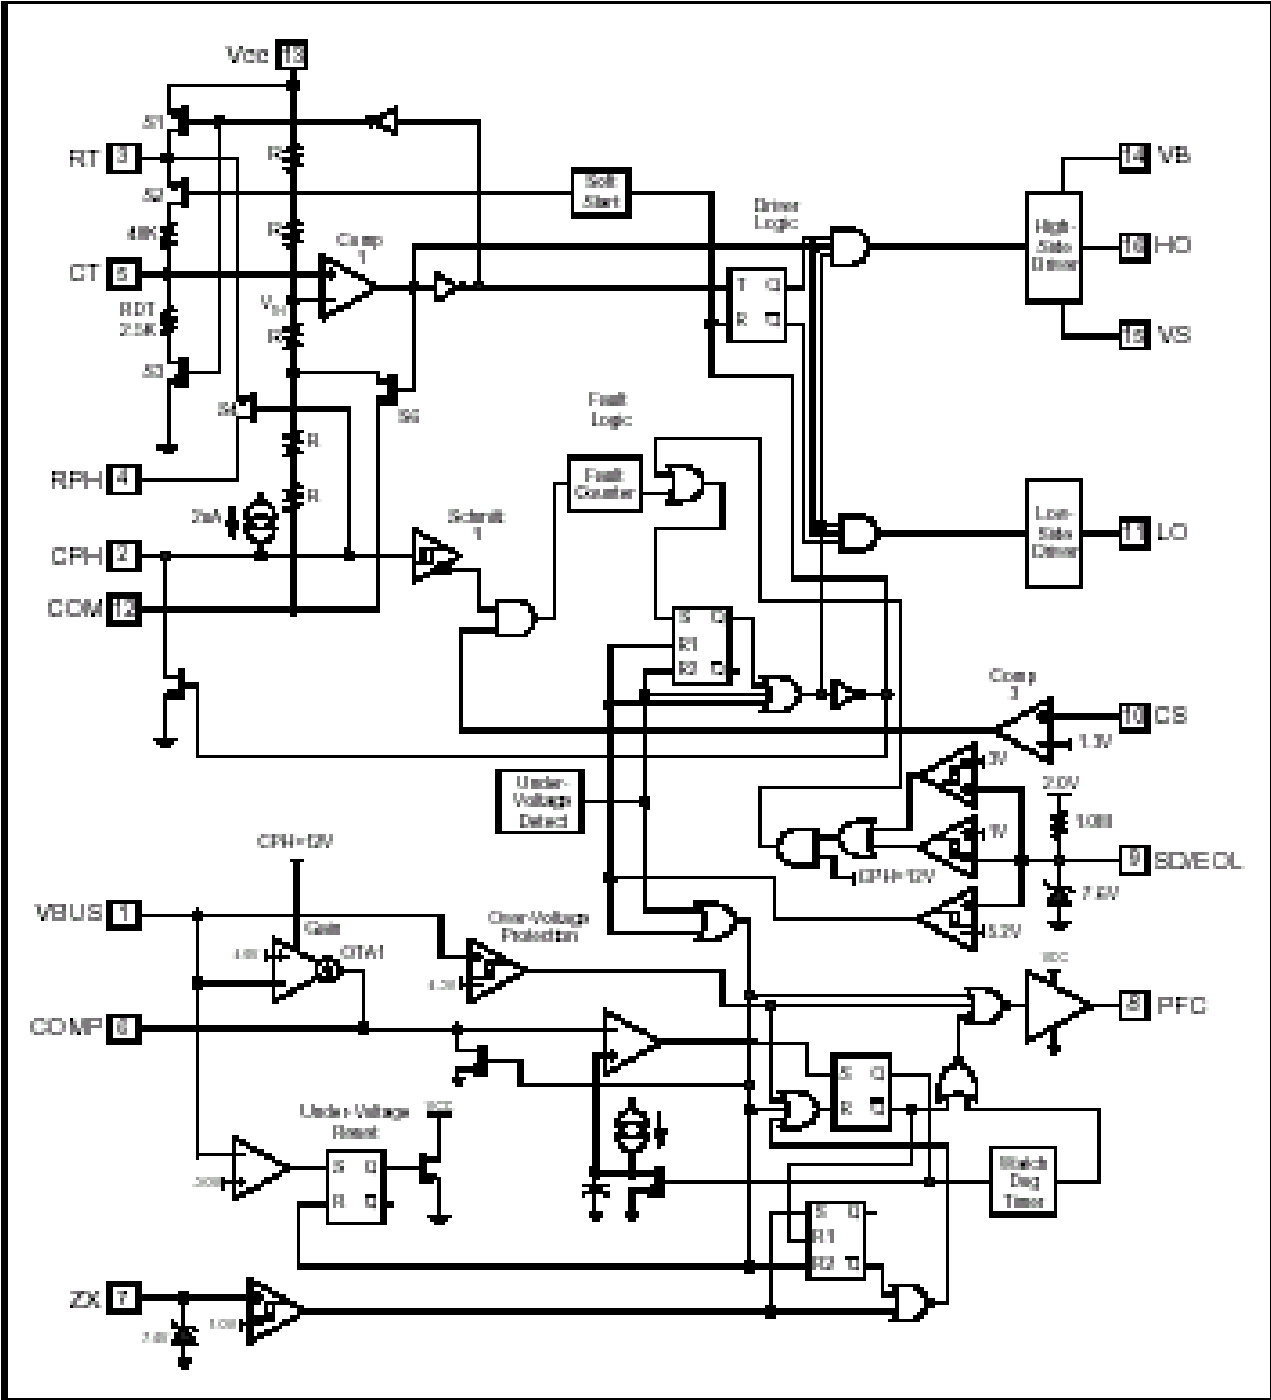 Vcc 13
S1
RT 3
R
VB 14
S2
Soft
Start
Driver
Logic
40K
R
Comp
1
High-
Side
Driver
HO 16
CT 5
T Q
RDT
V
R
R Q
VS 15
S3
S4
Fault
Logic
R
RPH 4
Fault
Counter
R
Schmitt
1
Low-
Side
Driver
LO 11
CPH 2
COM 12
S Q
R1
R2 Q
Comp
CS 10
1.3V
3V
Under-
Voltage
Detect
2.0V
1V
CPH=12V
9 SD/EOL
CPH=12V
7.6V
VBUS 1
Gain
Over-Voltage
Protection
OTA1
5.2V
COMP 6
8 PFC
S Q
Under-Voltage
Reset
R Q
S Q
Watch
Dog
Timer
R Q
S Q
R1
R2 Q
ZX 7